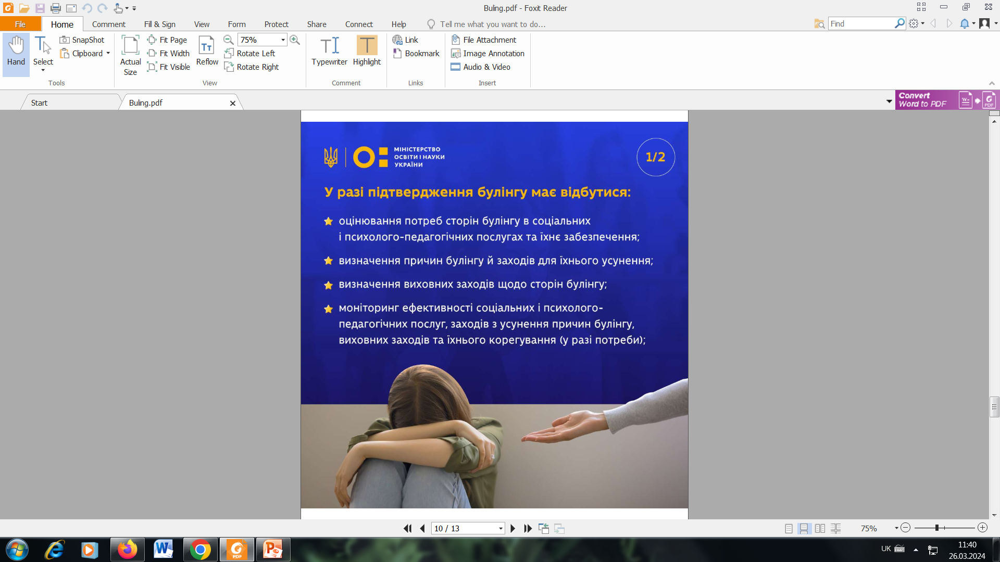 Buling.pdf - Foxit Reader
File
Home
Comment
Fill & Sign
View
Form
Protect
Share
Connect
Help
Tell me what you want to do...
Find
Hand
Select
SnapShot
Clipboard
Tools
Actual
Size
Fit Page
Fit Width
Fit Visible
Reflow
75%
Rotate Left
Rotate Right
View
Typewriter
Highlight
Comment
Link
Bookmark
Links
File Attachment
Image Annotation
Audio & Video
Insert
Start
Buling.pdf
Convert
Word to PDF
МІНІСТЕРСТВО
ОСВІТИ І НАУКИ
УКРАЇНИ
1/2
У разі підтвердження булінгу має відбутися:
оцінювання потреб сторін булінгу в соціальних
і психолого-педагогічних послугах та їхнє забезпечення;
визначення причин булінгу й заходів для їхнього усунення;
визначення виховних заходів щодо сторін булінгу;
моніторинг ефективності соціальних і психолого-
педагогічних послуг, заходів з усунення причин булінгу,
виховних заходів та їхнього корегування (у разі потреби);
10 / 13
75%
UK
11:40
26.03.2024